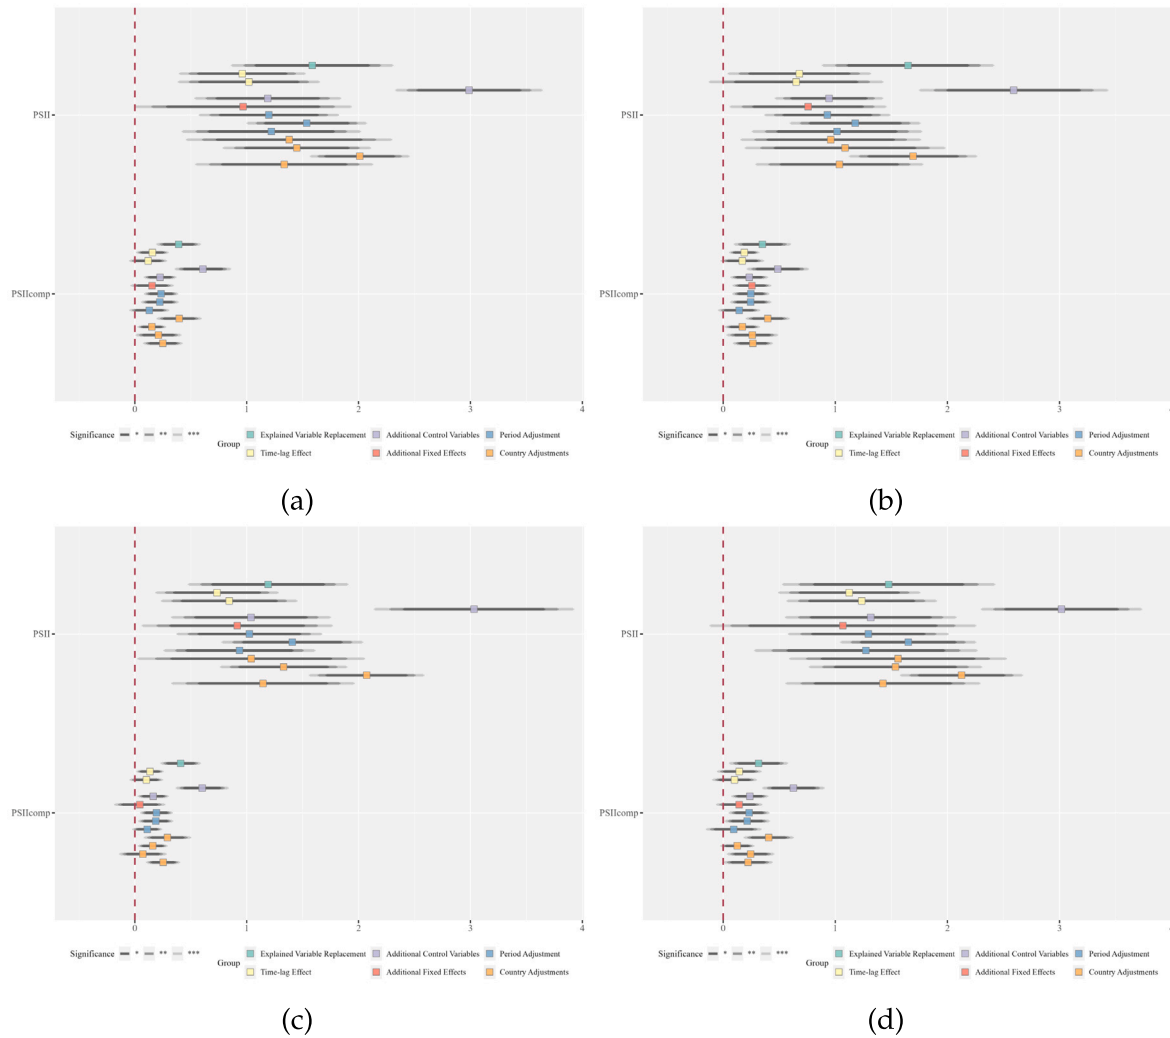 PSII
PSIIcomp
0 1 2 3 4
Significance * ** ***
Group
Explained Variable Replacement Additional Control Variables Period Adjustment
Time-lag Effect Additional Fixed Effects Country Adjustments
(a)
PSII
PSIIcomp
0 1 2 3 4
Significance * ** ***
Group
Explained Variable Replacement Additional Control Variables Period Adjustment
Time-lag Effect Additional Fixed Effects Country Adjustments
(b)
PSII
PSIIcomp
0 1 2 3 4
Significance * ** ***
Group
Explained Variable Replacement Additional Control Variables Period Adjustment
Time-lag Effect Additional Fixed Effects Country Adjustments
(c)
PSII
PSIIcomp
0 1 2 3 4
Significance * ** ***
Group
Explained Variable Replacement Additional Control Variables Period Adjustment
Time-lag Effect Additional Fixed Effects Country Adjustments
(d)